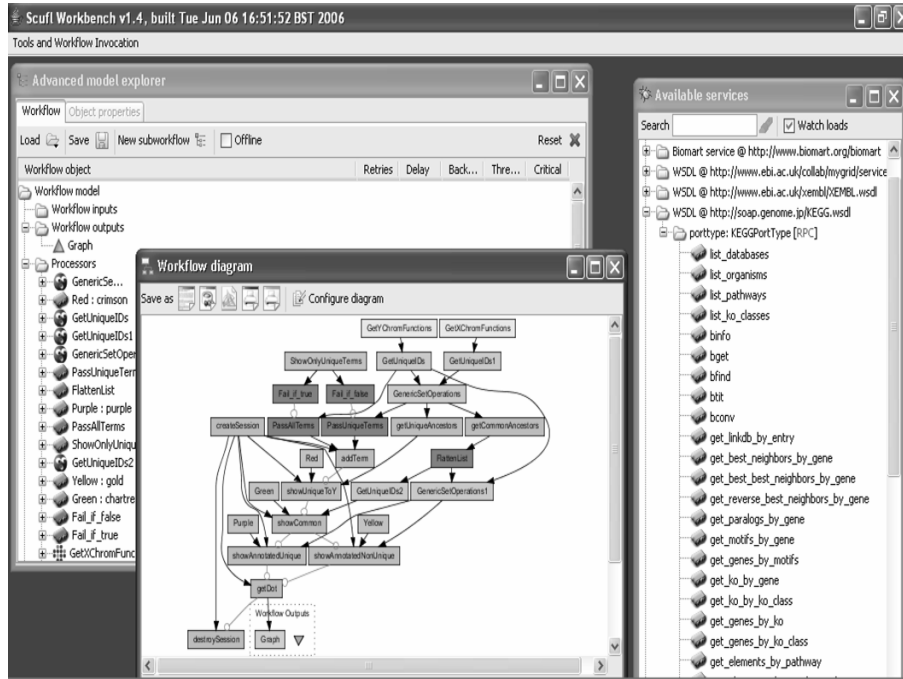 Scufl Workbench v1.4, built Tue Jun 06 16:51:52 BST 2006
Tools and Workflow Invocation
Advanced model explorer
Workflow Object properties
Load Save New subworkflow Offline Reset
Workflow object Retries Delay Back... Thre... Critical
Workflow model
Workflow inputs
Workflow outputs
Graph
Processors
GenericSe...
Red : crimson
GetUniqueIDs
GetUniqueIDs1
GenericSetOper
PassUniqueTerm
FlattenList
Purple : purple
PassAllTerms
ShowOnlyUniqu
GetUniqueIDs2
Yellow : gold
Green : chartre
Fail_if_false
Fail_if_true
GetXChromFunc
Workflow diagram
Save as Configure diagram
GetYChromFunctions GetXChromFunctions
ShowOnlyUniqueTerms GetUniqueIDs GetUniqueIDs1
Fail_if_true Fail_if_false GenericSetOperations
createSession PassAllTerms PassUniqueTerms getUniqueAncestors getCommonAncestors
Red addTerm FlattenList
Green showUniqueToY GetUniqueIDs2 GenericSetOperations1
Purple showCommon Yellow
showAnnotatedUnique showAnnotatedNonUnique
getDot
Workflow Outputs
destroySession Graph
Available services
Search Watch loads
Biomart service @ http://www.biomart.org/biomart
WSDL @ http://www.ebi.ac.uk/collab/mygrid/service
WSDL @ http://www.ebi.ac.uk/xembl/XEMBL.wsdl
WSDL @ http://soap.genome.jp/KEGG.wsdl
porttype: KEGGPortType [RPC]
list_databases
list_organisms
list_pathways
list_ko_classes
binfo
bget
bfind
btit
bconv
get_linkdb_by_entry
get_best_neighbors_by_gene
get_best_best_neighbors_by_gene
get_reverse_best_neighbors_by_gene
get_paralogs_by_gene
get_motifs_by_gene
get_genes_by_motifs
get_ko_by_gene
get_ko_by_ko_class
get_genes_by_ko
get_genes_by_ko_class
get_elements_by_pathway